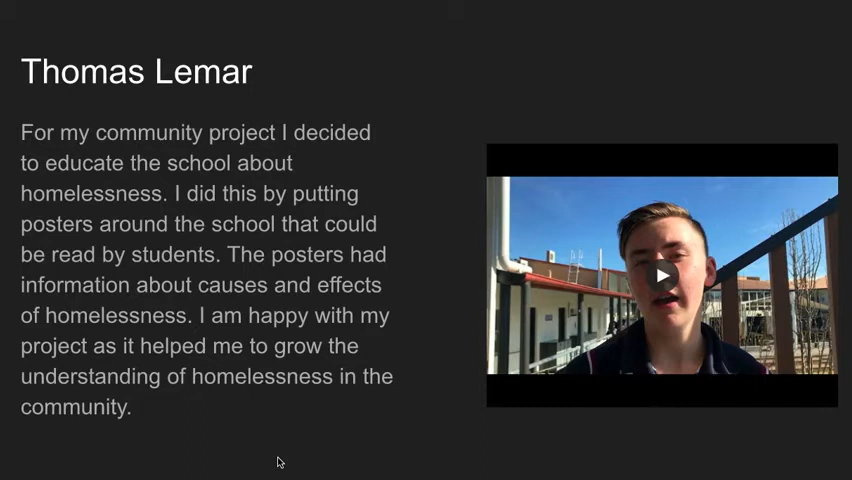 Thomas Lemar
For my community project I decided
to educate the school about
homelessness. I did this by putting
posters around the school that could
be read by students. The posters had
information about causes and effects
of homelessness. I am happy with my
project as it helped me to grow the
understanding of homelessness in the
community.